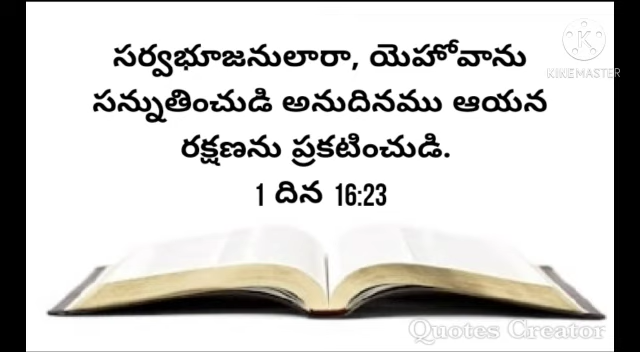 సర్వభూజనులారా, యెహోవాను
KINEMASTER
సన్నుతించుడి అనుదినము ఆయన
రక్షణను ప్రకటించుడి.
1 దిన 16:23
Quotes Creator